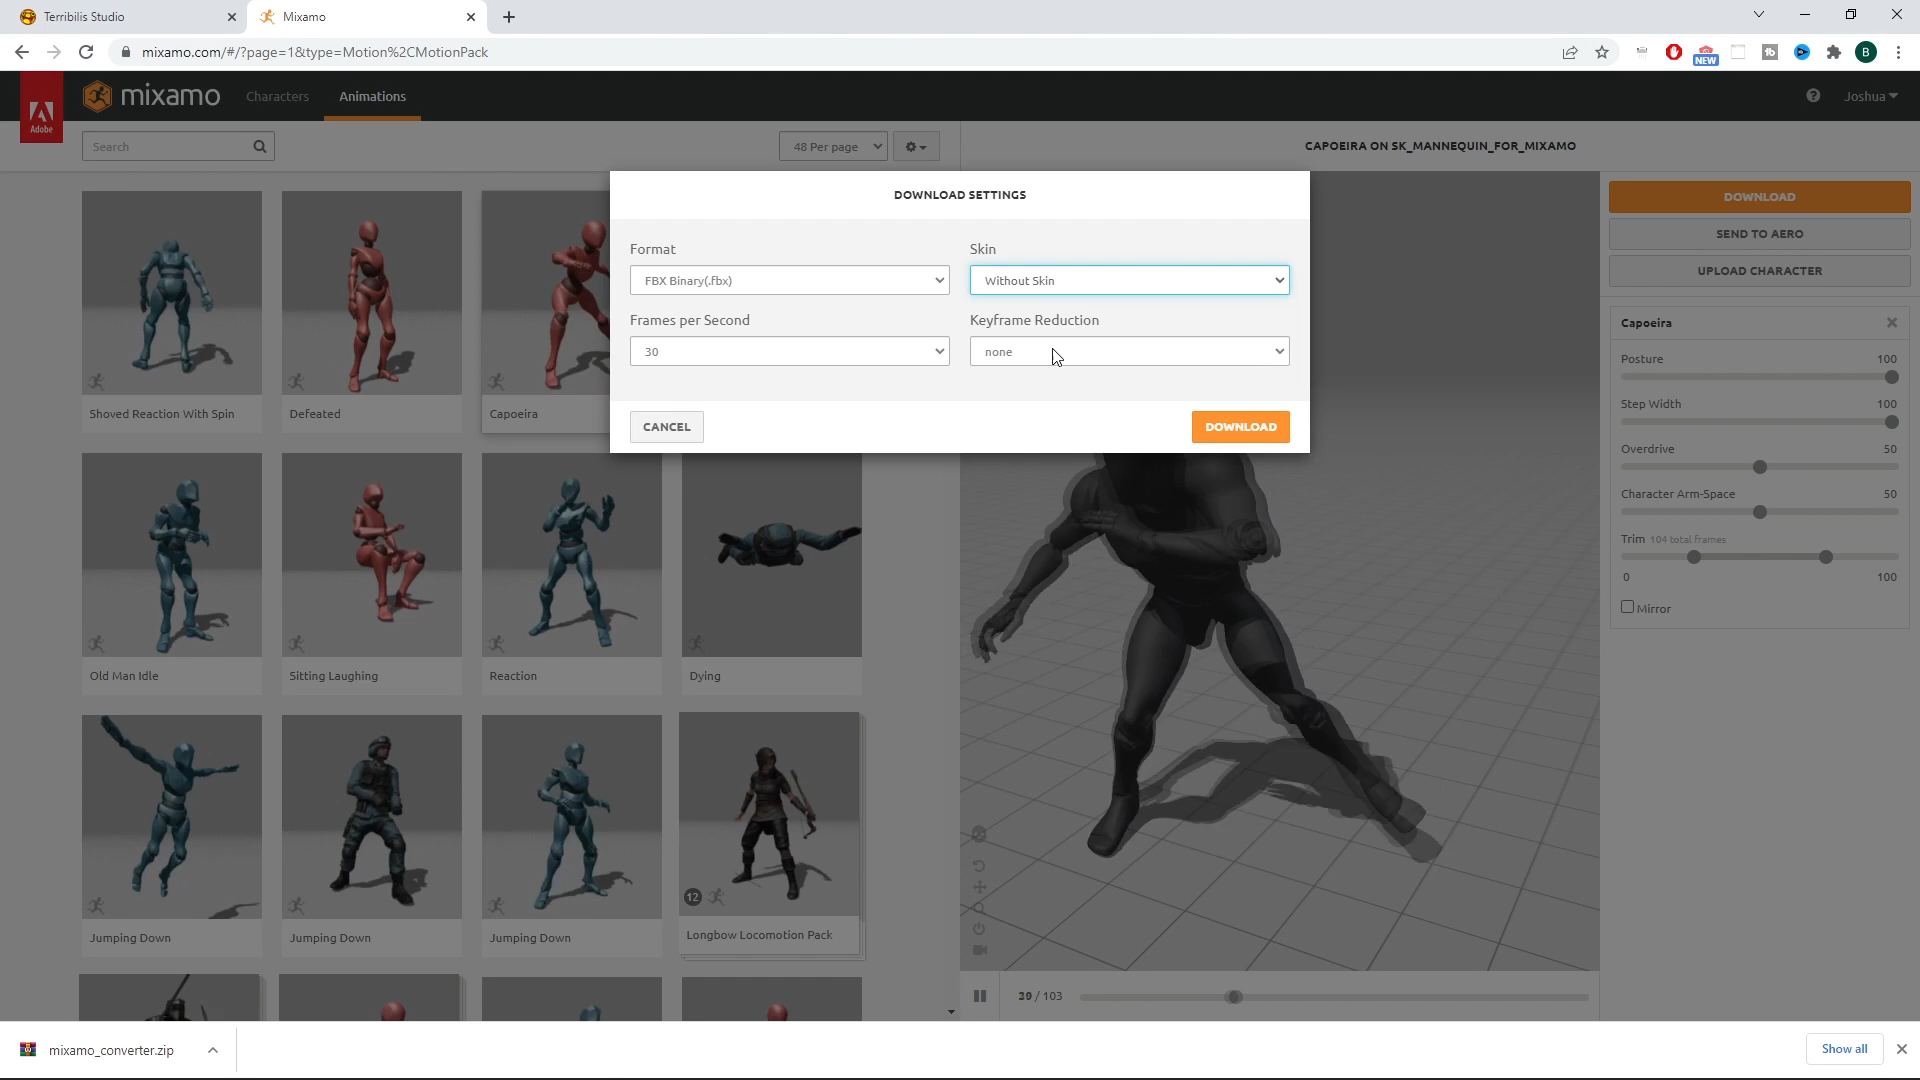 Terribilis Studio
Mixamo
mixamo.com/#/?page=1&type=Motion%2CMotionPack
NEW
B
Adobe
mixamo
Characters
Animations
Joshua
Search
48 Per page
CAPOEIRA ON SK_MANNEQUIN_FOR_MIXAMO
DOWNLOAD SETTINGS
Format
Skin
FBX Binary(.fbx)
Without Skin
Frames per Second
Keyframe Reduction
30
none
CANCEL
DOWNLOAD
DOWNLOAD
SEND TO AERO
UPLOAD CHARACTER
Capoeira
Posture 100
Step Width 100
Overdrive 50
Character Arm-Space 50
Trim 104 total frames
0 100
Mirror
Shoved Reaction With Spin
Defeated
Capoeira
Old Man Idle
Sitting Laughing
Reaction
Dying
12
Jumping Down
Jumping Down
Jumping Down
Longbow Locomotion Pack
39 / 103
mixamo_converter.zip
Show all